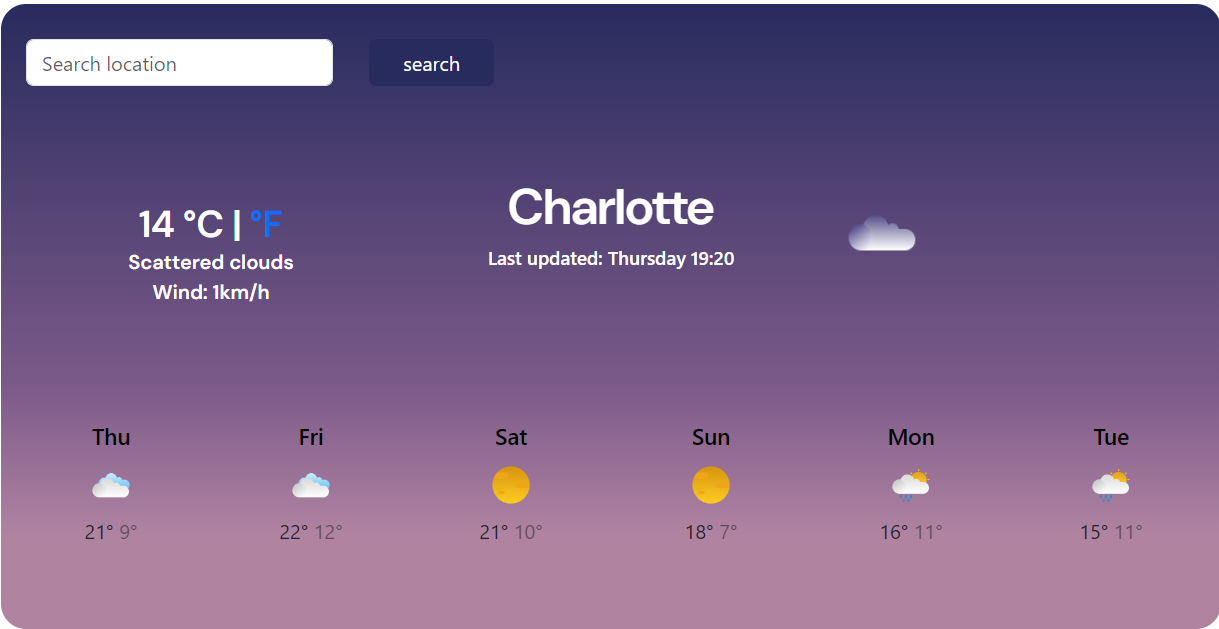 Search location
search
Charlotte
14 °C | °F
Scattered clouds
Wind: 1km/h
Last updated: Thursday 19:20
Thu Fri Sat Sun Mon Tue
21° 9° 22° 12° 21° 10° 18° 7° 16° 11° 15° 11°